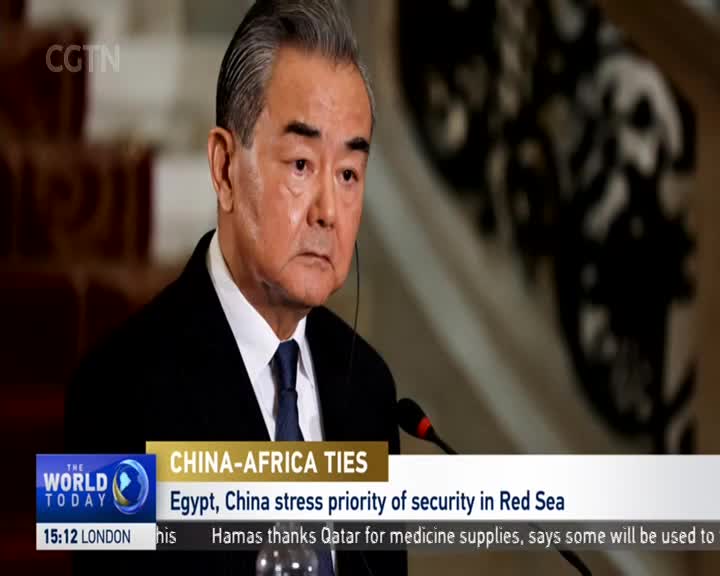 CGTN
CHINA-AFRICA TIES
THE
WORLD
TODAY
Egypt, China stress priority of security in Red Sea
15:12 LONDON
his Hamas thanks Qatar for medicine supplies, says some will be used to